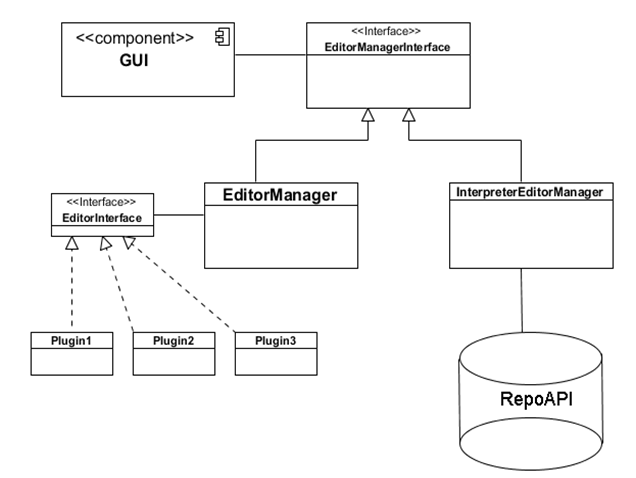 <<component>>
GUI
<<Interface>>
EditorManagerInterface
<<Interface>>
EditorInterface
EditorManager
InterpreterEditorManager
Plugin1
Plugin2
Plugin3
RepoAPI